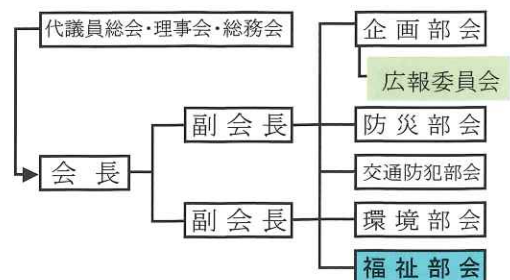 代議員総会・理事会・総務会
企画部会
広報委員会
副会長
防災部会
会長
交通防犯部会
副会長
環境部会
福祉部会